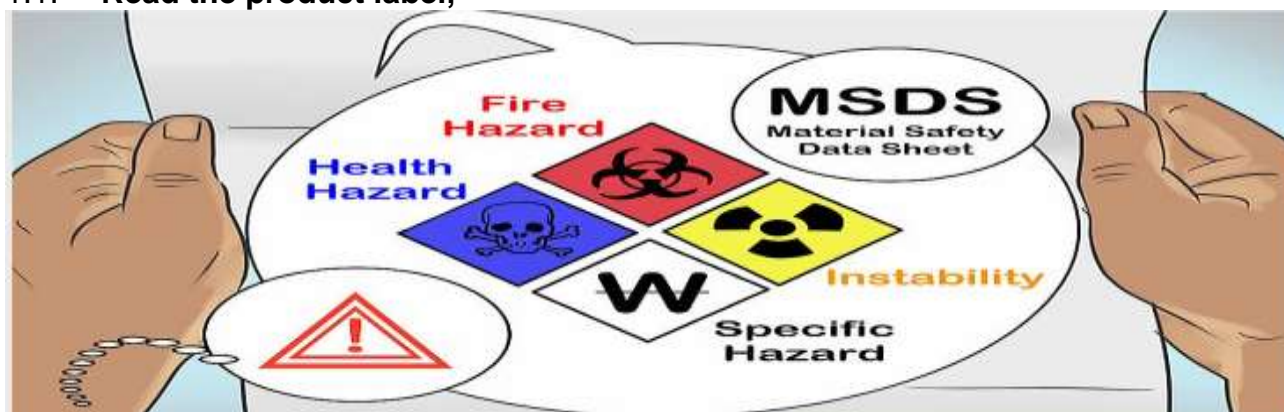 Read the product label,
Fire
Hazard
MSDS
Material Safety
Data Sheet
Health
Hazard
W
Instability
!
Specific
Hazard